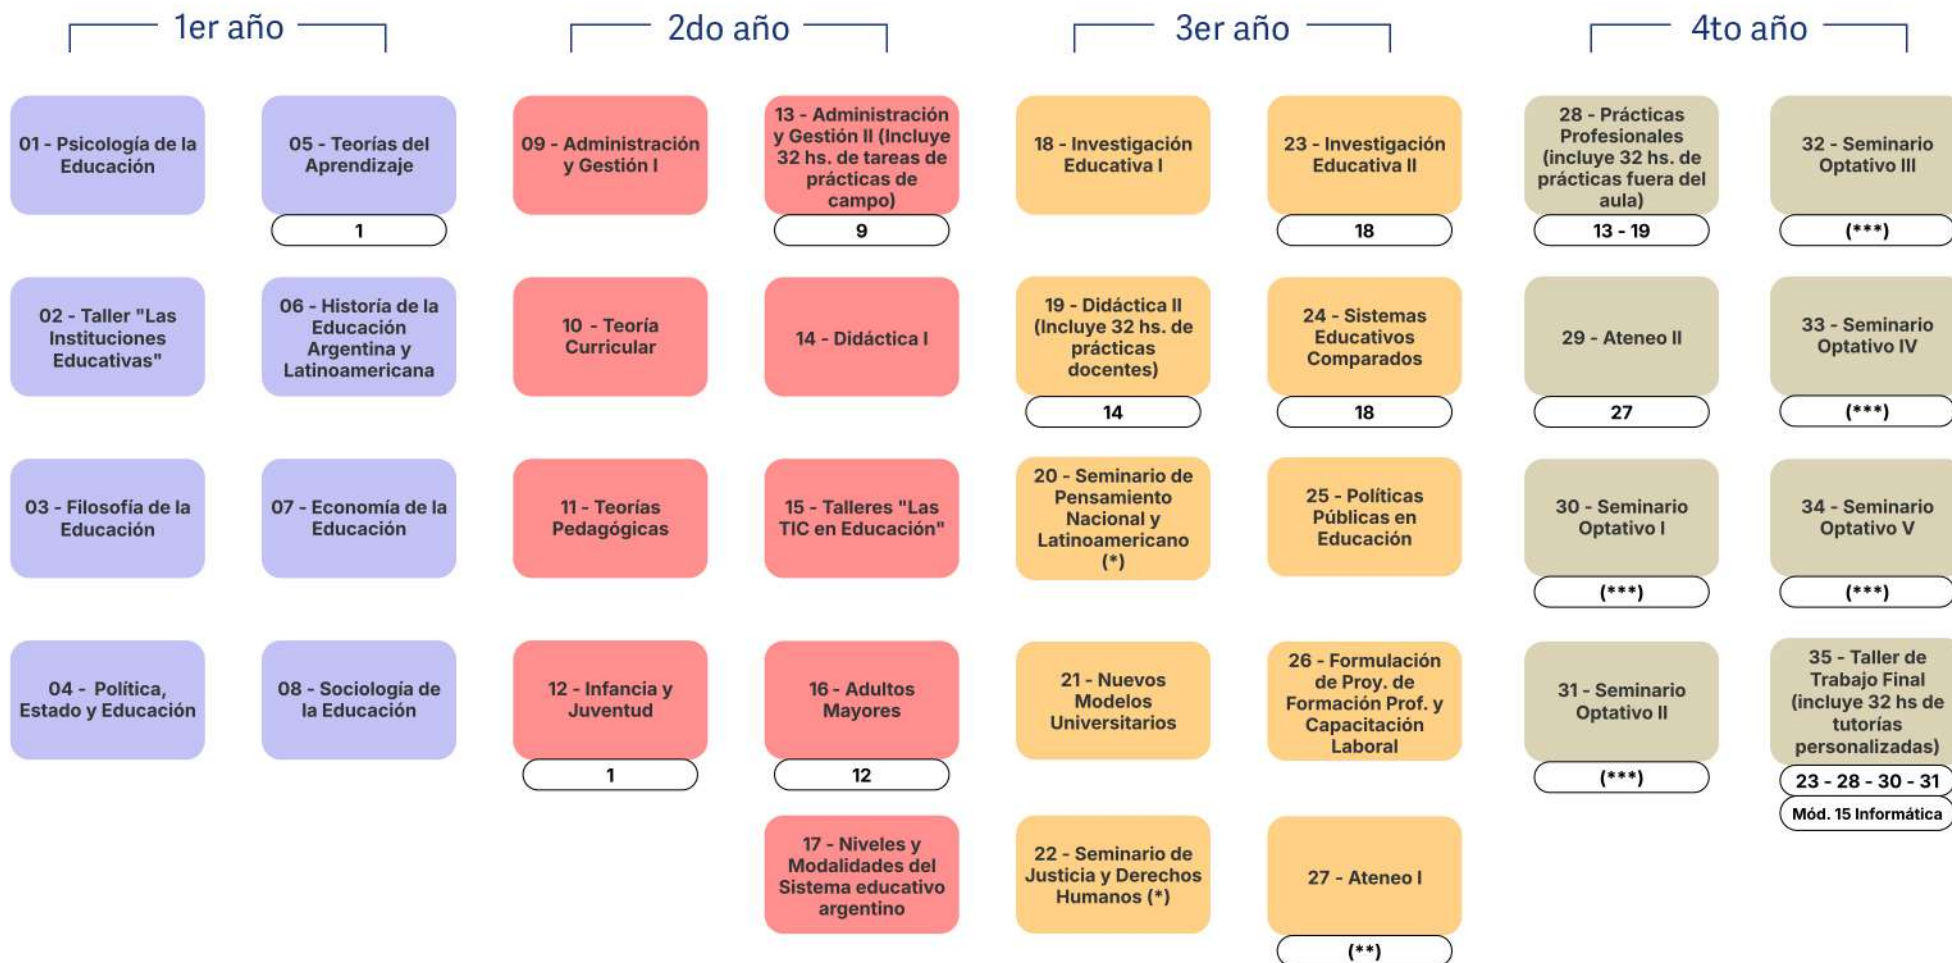 1er año
2do año
3er año
4to año
01 - Psicología de la
Educación
05 - Teorías del
Aprendizaje
1
09 - Administración
y Gestión I
13 - Administración
y Gestión II (Incluye
32 hs. de tareas de
prácticas de
campo)
9
18 - Investigación
Educativa I
23 - Investigación
Educativa II
18
28 - Prácticas
Profesionales
(incluye 32 hs. de
prácticas fuera del
aula)
13 - 19
32 - Seminario
Optativo III
(***)
02 - Taller "Las
Instituciones
Educativas"
06 - Historía de la
Educación
Argentina y
Latinoamericana
10 - Teoría
Curricular
14 - Didáctica I
19 - Didáctica II
(Incluye 32 hs. de
prácticas
docentes)
14
24 - Sistemas
Educativos
Comparados
18
29 - Ateneo II
27
33 - Seminario
Optativo IV
(***)
03 - Filosofía de la
Educación
07 - Economía de la
Educación
11 - Teorías
Pedagógicas
15 - Talleres "Las
TIC en Educación"
20 - Seminario de
Pensamiento
Nacional y
Latinoamericano
(*)
25 - Políticas
Públicas en
Educación
30 - Seminario
Optativo I
(***)
34 - Seminario
Optativo V
(***)
04 - Política,
Estado y Educación
08 - Sociología de
la Educación
12 - Infancia y
Juventud
1
16 - Adultos
Mayores
12
21 - Nuevos
Modelos
Universitarios
26 - Formulación
de Proy. de
Formación Prof. y
Capacitación
Laboral
31 - Seminario
Optativo II
(***)
35 - Taller de
Trabajo Final
(incluye 32 hs de
tutorías
personalizadas)
23 - 28 - 30 - 31
Mód. 15 Informática
17 - Niveles y
Modalidades del
Sistema educativo
argentino
22 - Seminario de
Justicia y Derechos
Humanos (*)
27 - Ateneo I
(**)